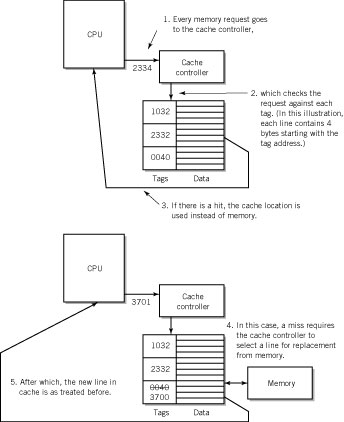 1. Every memory request goes
to the cache controller,
CPU
2334
Cache
controller
2. which checks the
request against each
tag. (In this illustration,
each line contains 4
bytes starting with the
tag address.)
1032
2332
0040
Tags Data
3. If there is a hit, the cache location is
used instead of memory.
CPU
3701
Cache
controller
4. In this case, a miss requires
the cache controller to
select a line for replacement
from memory.
1032
2332
0040
3700
Memory
5. After which, the new line in
cache is as treated before.
Tags Data